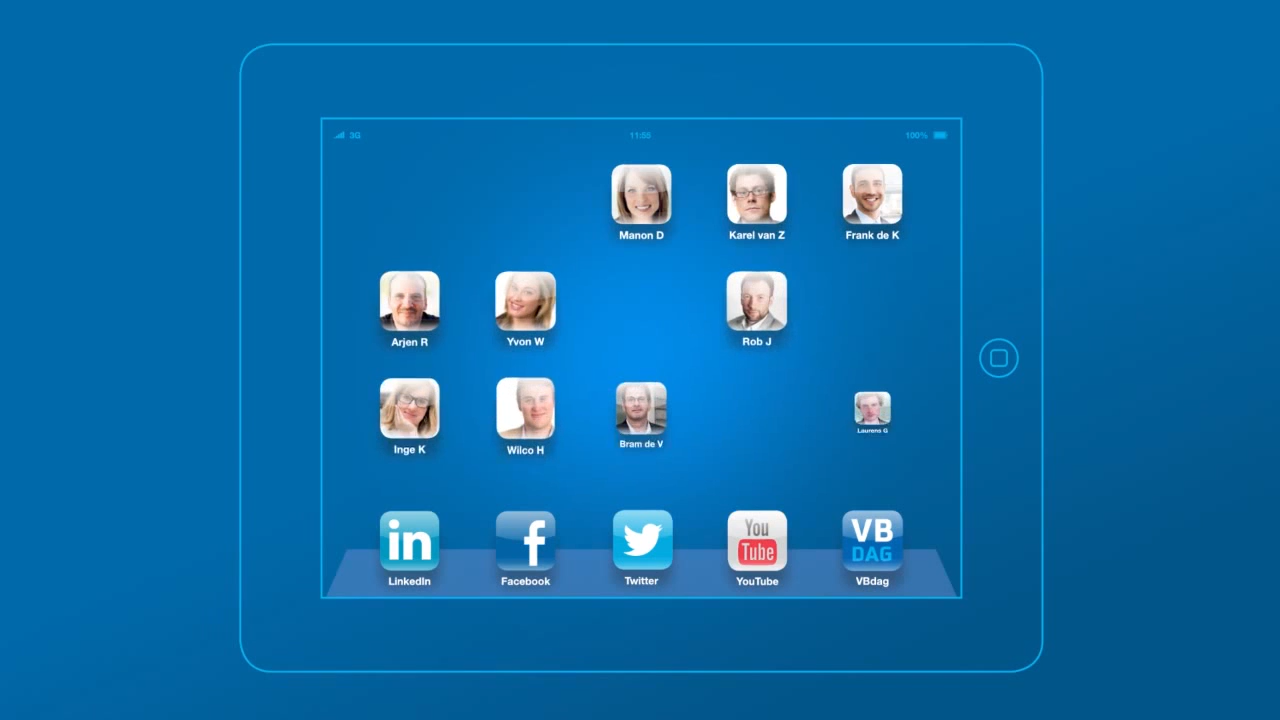 3G 11:55 100%
Manon D Karel van Z Frank de K
Arjen R Yvon W Rob J
Inge K Wilco H Bram de V Laurens G
in f You Tube VB DAG
LinkedIn Facebook Twitter YouTube VBdag